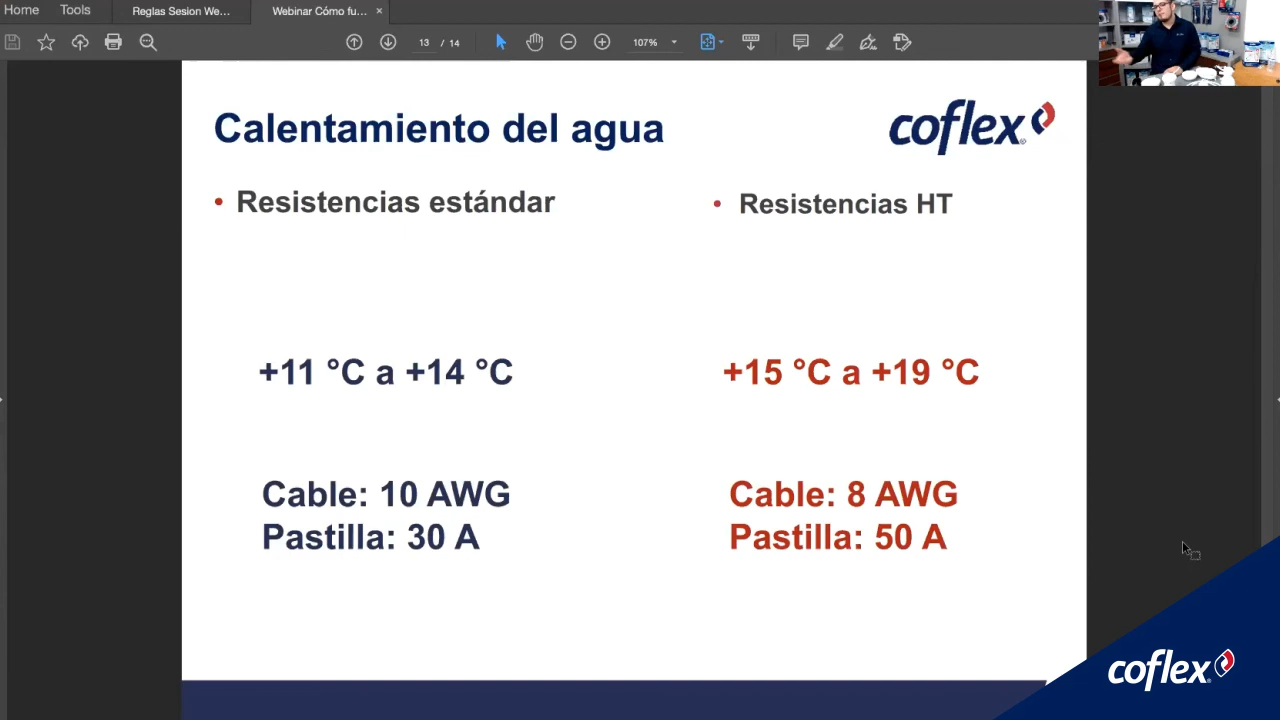 Home Tools Reglas Sesion We... Webinar Cómo fu... ×
13 / 14 107%
Calentamiento del agua
coflex®
• Resistencias estándar
• Resistencias HT
+11 °C a +14 °C
+15 °C a +19 °C
Cable: 10 AWG
Pastilla: 30 A
Cable: 8 AWG
Pastilla: 50 A
coflex®